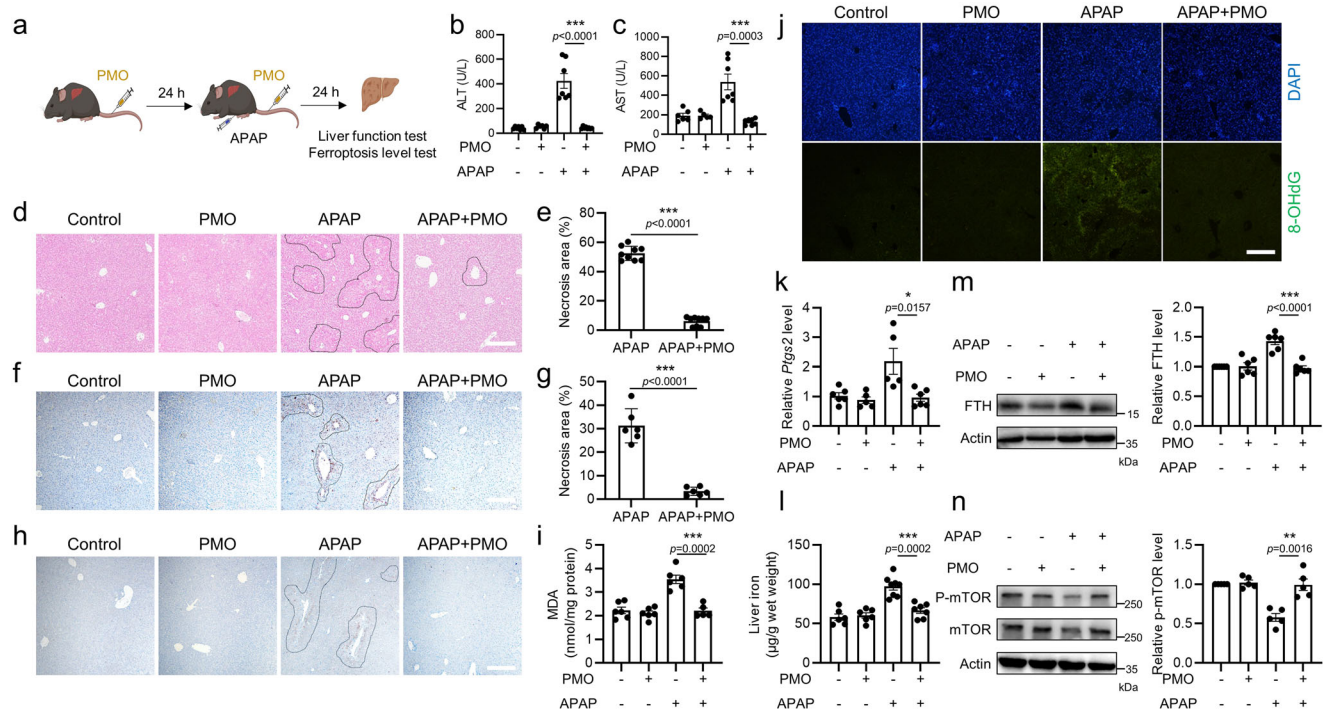 a
PMO
24 h
PMO
APAP
24 h
Liver function test
Ferroptosis level test
b
ALT (U/L)
800
600
400
200
0
***
p<0.0001
PMO - + - +
APAP - - + +
c
AST (U/L)
1000
800
600
400
200
0
***
p=0.0003
PMO - + - +
APAP - - + +
d
Control PMO APAP APAP+PMO
e
Necrosis area (%)
80
60
40
20
0
***
p<0.0001
APAP APAP+PMO
f
Control PMO APAP APAP+PMO
g
Necrosis area (%)
50
40
30
20
10
0
***
p<0.0001
APAP APAP+PMO
h
Control PMO APAP APAP+PMO
i
MDA
(nmol/mg protein)
5
4
3
2
1
0
***
p=0.0002
PMO - + - +
APAP - - + +
j
Control PMO APAP APAP+PMO
DAPI
8-OHdG
k
Relative Ptgs2 level
4
3
2
1
0
*
p=0.0157
PMO - + - +
APAP - - + +
l
Liver iron
(μg/g wet weight)
150
100
50
0
***
p=0.0002
PMO - + - +
APAP - - + +
m
APAP - - + +
PMO - + - +
FTH
15
Actin
35
kDa
Relative FTH level
2.0
1.5
1.0
0.5
0.0
***
p<0.0001
PMO - + - +
APAP - - + +
n
APAP - - + +
PMO - + - +
P-mTOR
250
mTOR
250
Actin
35
kDa
Relative p-mTOR level
1.5
1.0
0.5
0.0
**
p=0.0016
PMO - + - +
APAP - - + +